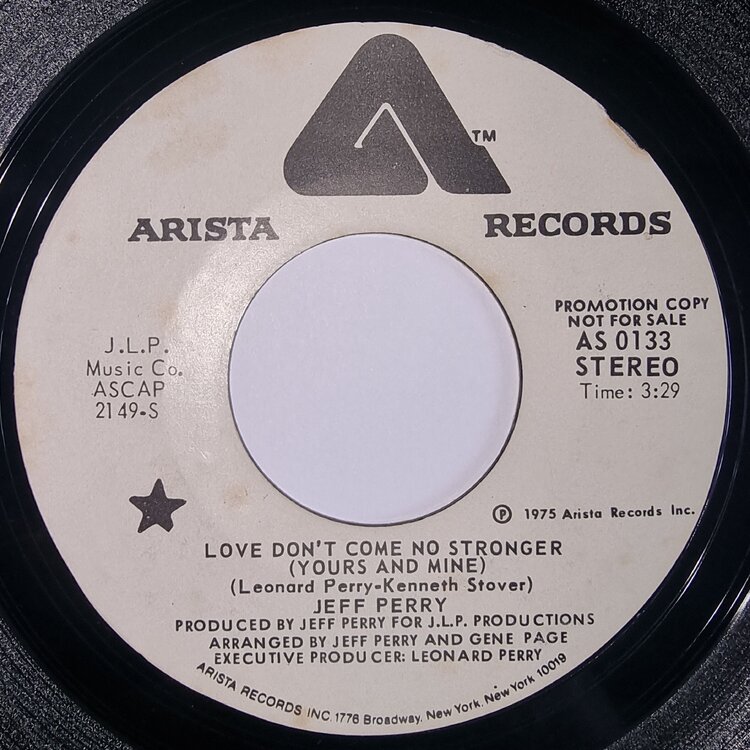 TM
ARISTA RECORDS
J.L.P.
Music Co.
ASCAP
2149-S
PROMOTION COPY
NOT FOR SALE
AS 0133
STEREO
Time: 3:29
Ⓟ 1975 Arista Records Inc.
LOVE DON'T COME NO STRONGER
(YOURS AND MINE)
(Leonard Perry-Kenneth Stover)
JEFF PERRY
PRODUCED BY JEFF PERRY FOR J.L.P. PRODUCTIONS
ARRANGED BY JEFF PERRY AND GENE PAGE
EXECUTIVE PRODUCER: LEONARD PERRY
ARISTA RECORDS INC. 1776 Broadway, New York, New York 10019